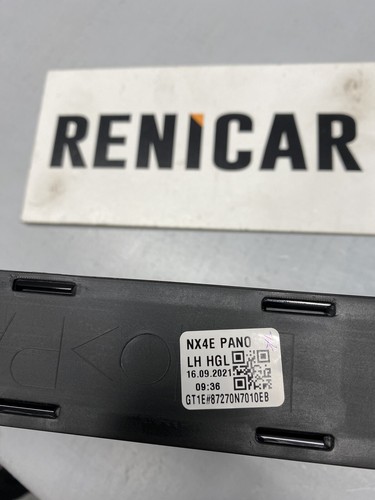 RENICAR
NX4E PANO
LH HGL
16.09.2021
09:36
GT1E#87270N7010EB